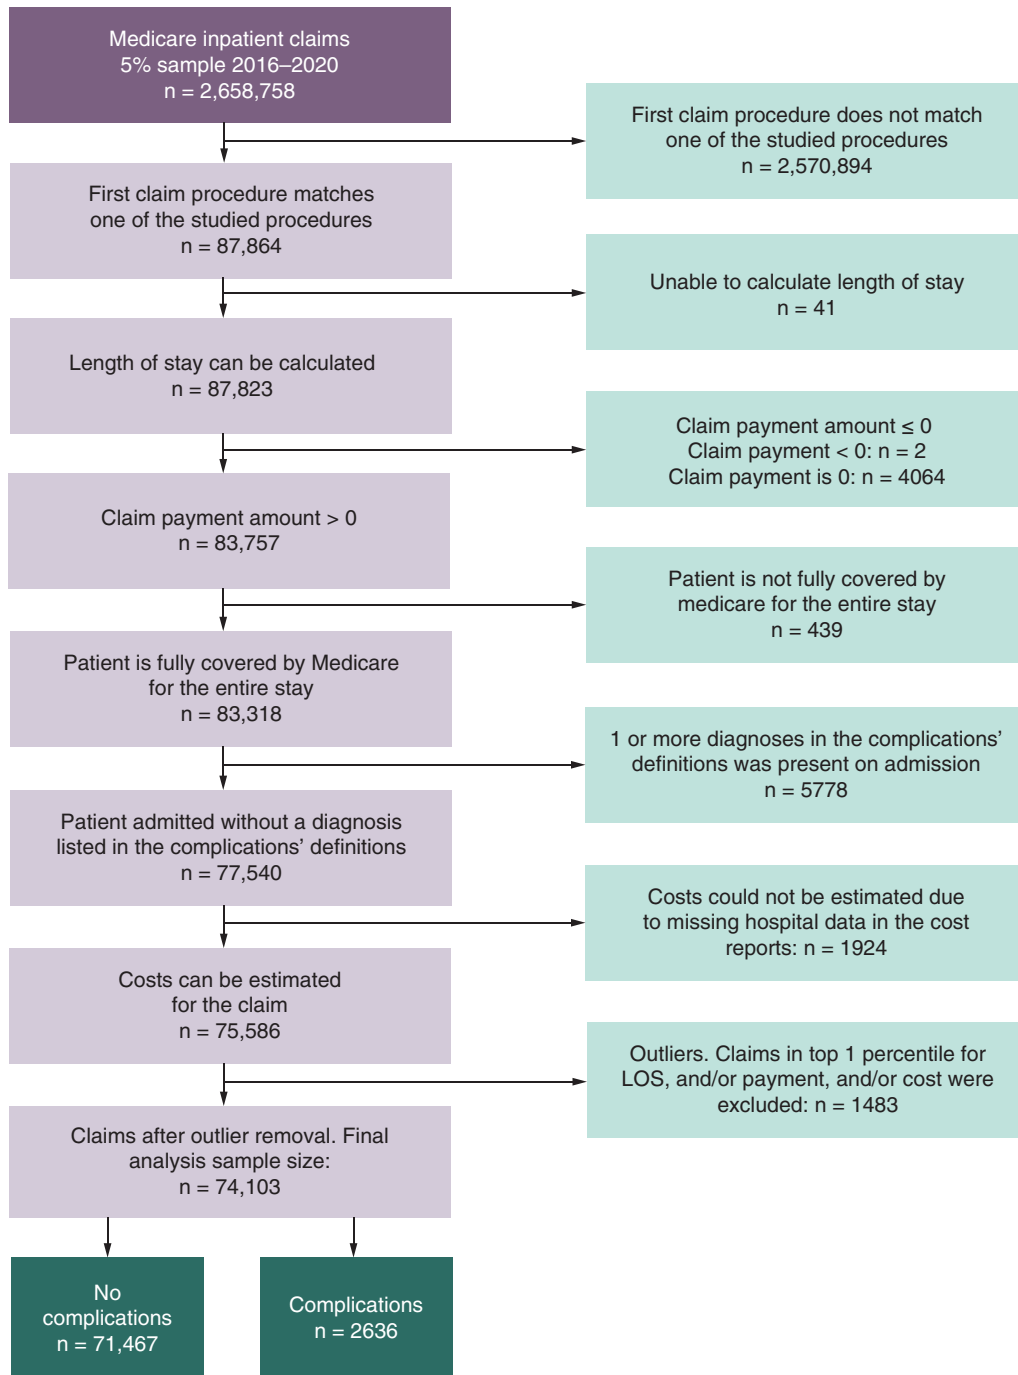 Medicare inpatient claims
5% sample 2016–2020
n = 2,658,758
First claim procedure does not match
one of the studied procedures
n = 2,570,894
First claim procedure matches
one of the studied procedures
n = 87,864
Unable to calculate length of stay
n = 41
Length of stay can be calculated
n = 87,823
Claim payment amount ≤ 0
Claim payment < 0: n = 2
Claim payment is 0: n = 4064
Claim payment amount > 0
n = 83,757
Patient is not fully covered by
medicare for the entire stay
n = 439
Patient is fully covered by Medicare
for the entire stay
n = 83,318
1 or more diagnoses in the complications’
definitions was present on admission
n = 5778
Patient admitted without a diagnosis
listed in the complications’ definitions
n = 77,540
Costs could not be estimated due
to missing hospital data in the cost
reports: n = 1924
Costs can be estimated
for the claim
n = 75,586
Outliers. Claims in top 1 percentile for
LOS, and/or payment, and/or cost were
excluded: n = 1483
Claims after outlier removal. Final
analysis sample size:
n = 74,103
No
complications
n = 71,467
Complications
n = 2636